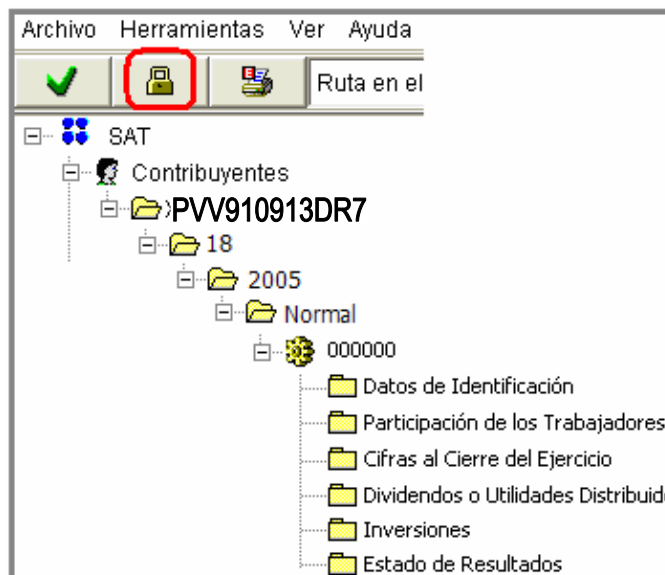 Archivo Herramientas Ver Ayuda
Ruta en el
SAT
Contribuyentes
PVV910913DR7
18
2005
Normal
000000
Datos de Identificación
Participación de los Trabajadores
Cifras al Cierre del Ejercicio
Dividendos o Utilidades Distribuid
Inversiones
Estado de Resultados